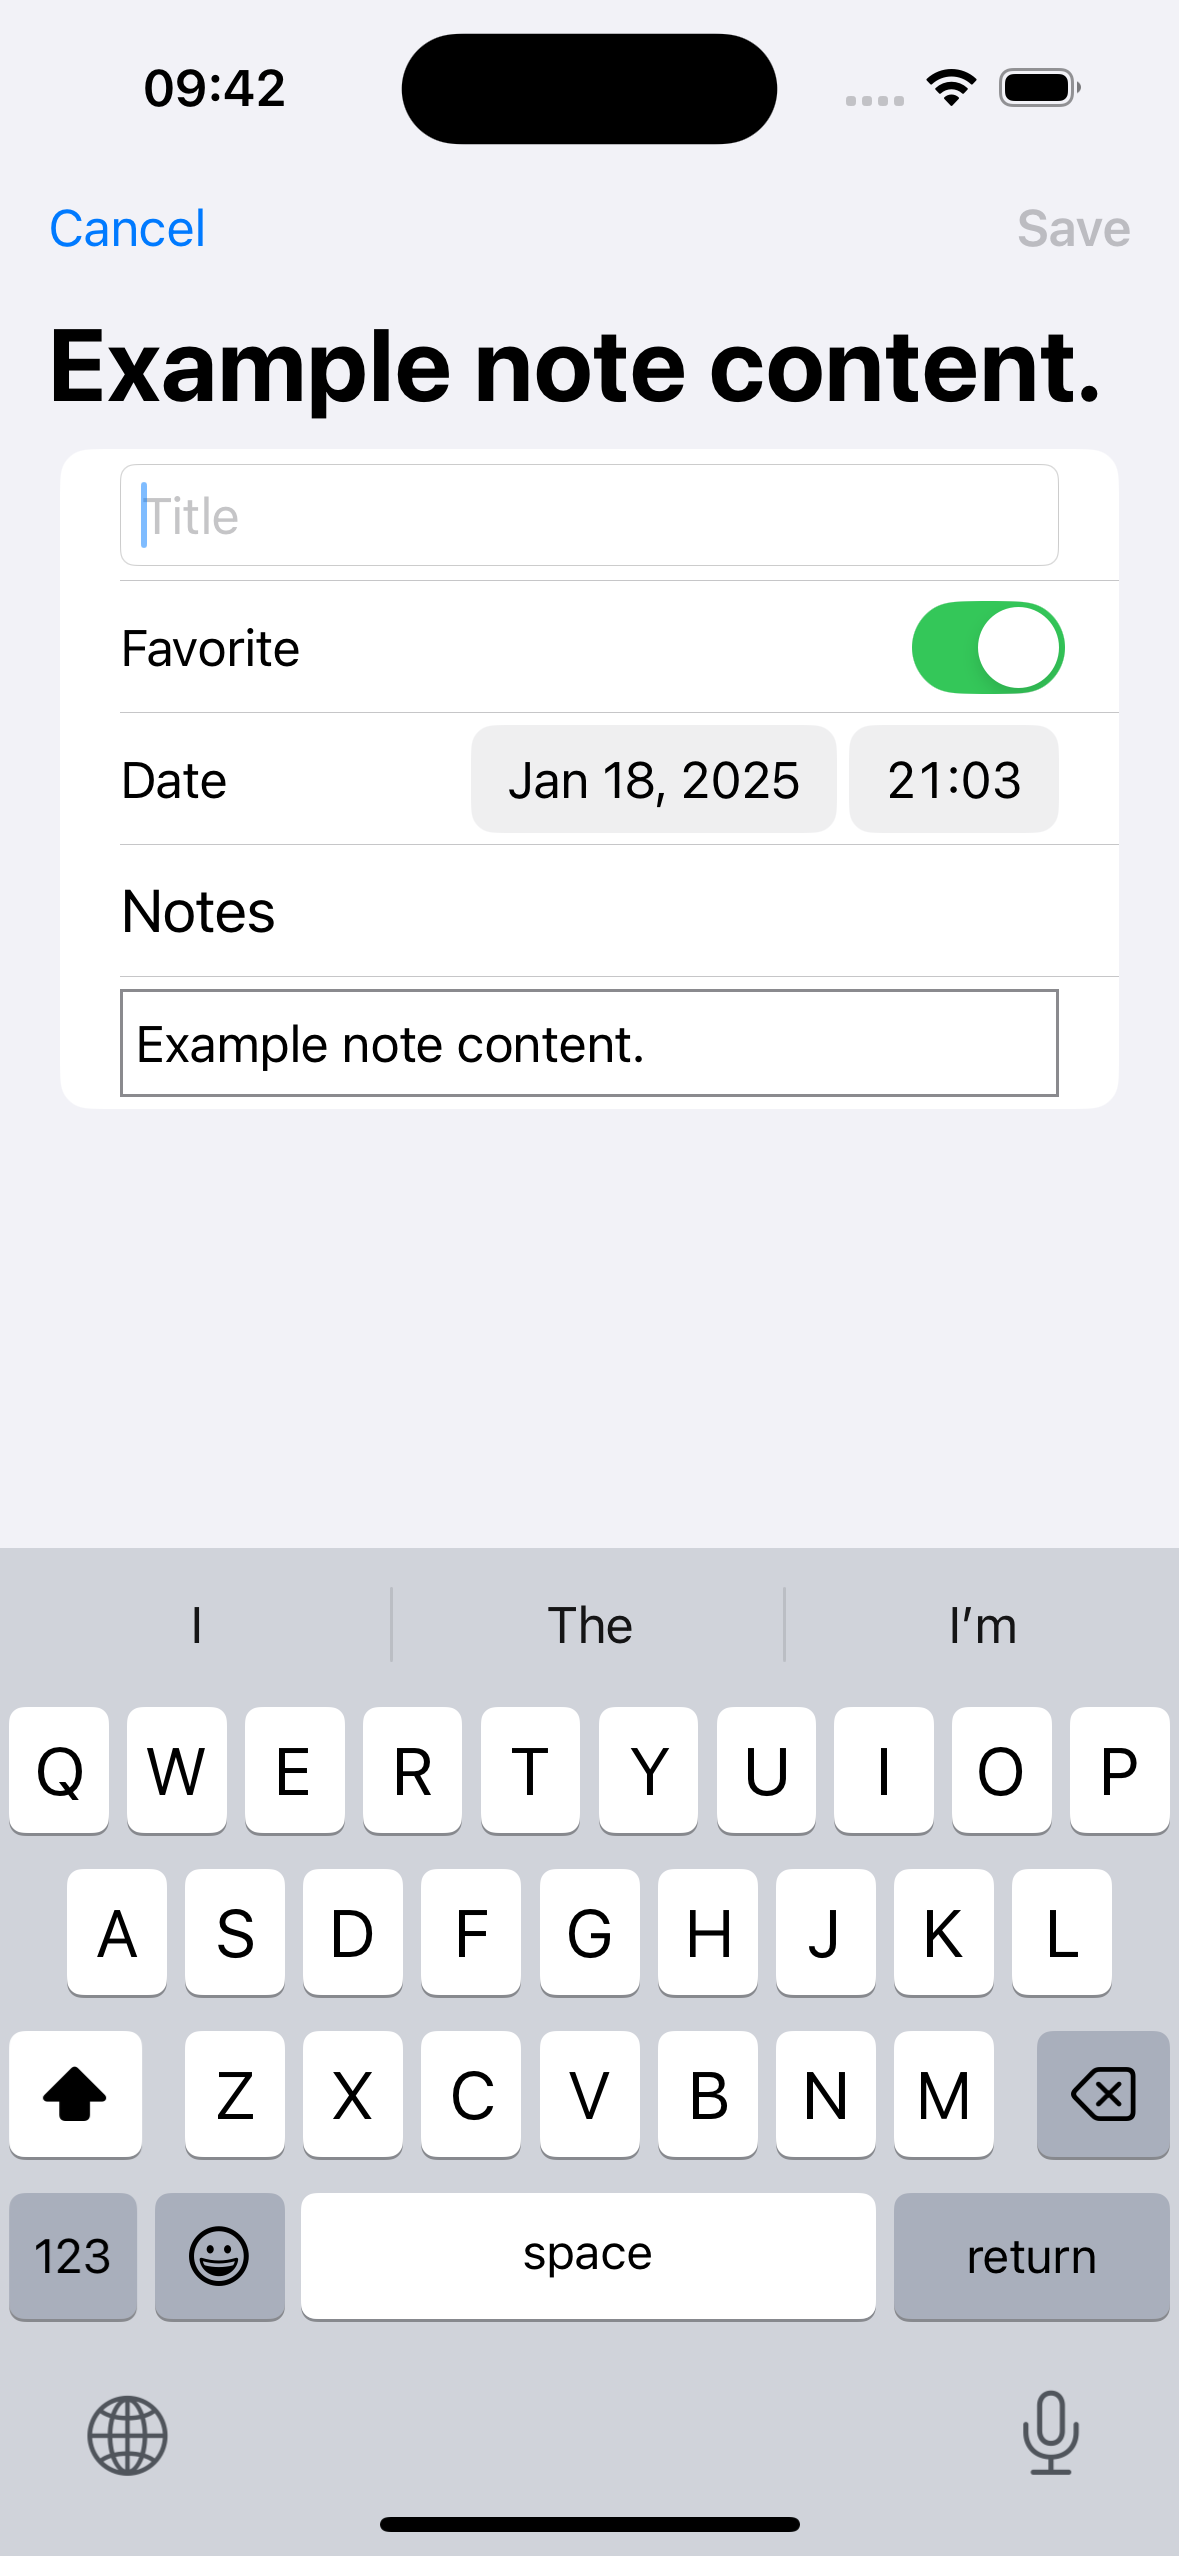 09:42
Cancel Save
Example note content.
Title
Favorite
Date Jan 18, 2025 21:03
Notes
Example note content.
I The I’m
Q W E R T Y U I O P
A S D F G H J K L
Z X C V B N M
123 space return